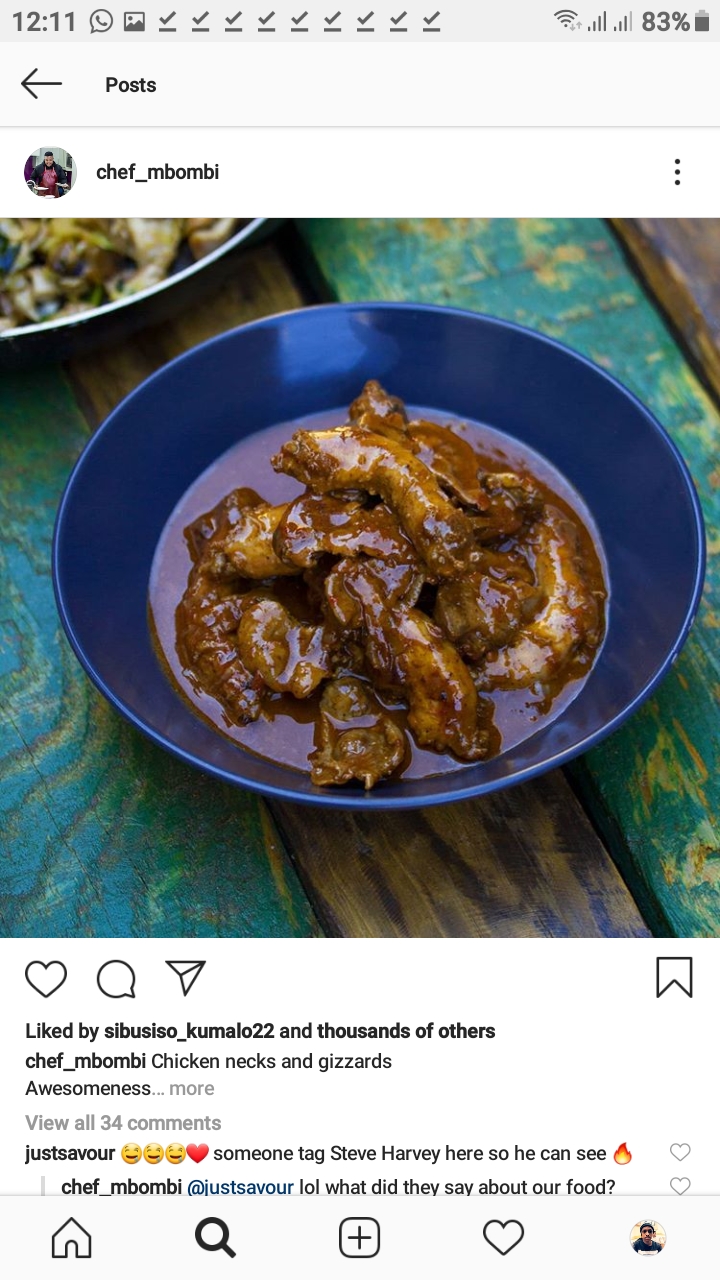 12:11 83%
Posts
chef_mbombi
Liked by sibusiso_kumalo22 and thousands of others
chef_mbombi Chicken necks and gizzards
Awesomeness... more
View all 34 comments
justsavour 😋😋😋❤️ someone tag Steve Harvey here so he can see 🔥
chef_mbombi @justsavour lol what did they say about our food?